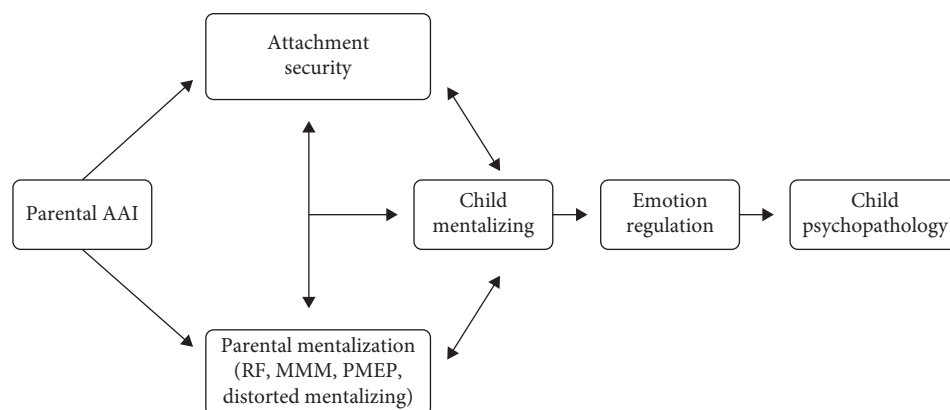 Attachment
security
Parental AAI
Child
mentalizing
Emotion
regulation
Child
psychopathology
Parental mentalization
(RF, MMM, PMEP,
distorted mentalizing)